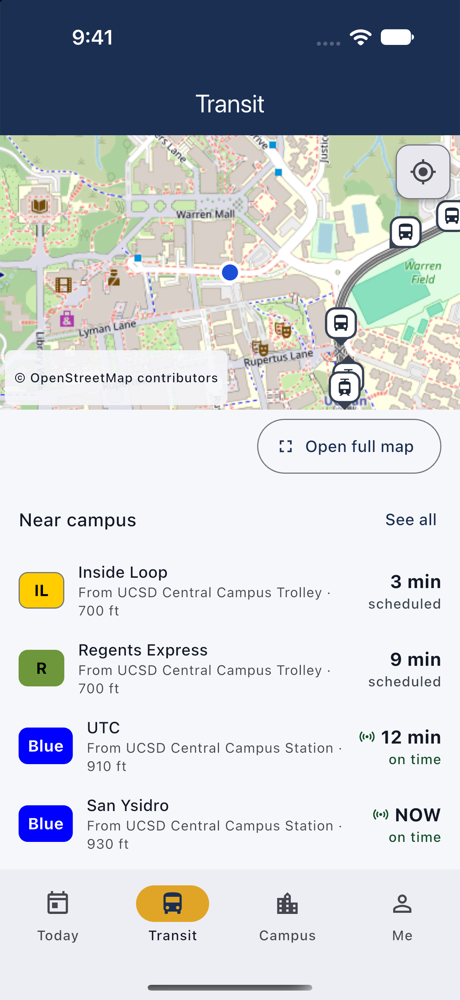 9:41
Transit
Warren Mall
Lyman Lane
Rupertus Lane
Warren
Field
© OpenStreetMap contributors
Open full map
Near campus
See all
IL
Inside Loop
From UCSD Central Campus Trolley ·
700 ft
3 min
scheduled
R
Regents Express
From UCSD Central Campus Trolley ·
700 ft
9 min
scheduled
Blue
UTC
From UCSD Central Campus Station ·
910 ft
12 min
on time
Blue
San Ysidro
From UCSD Central Campus Station ·
930 ft
NOW
on time
Today
Transit
Campus
Me